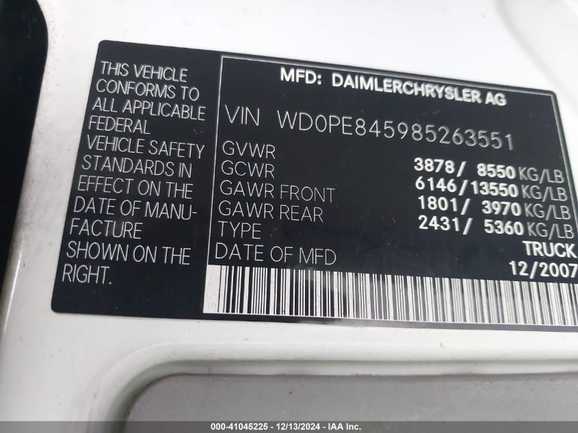 THIS VEHICLE
CONFORMS TO
ALL APPLICABLE
FEDERAL
VEHICLE SAFETY
STANDARDS IN
EFFECT ON THE
DATE OF MANU-
FACTURE
SHOWN ON THE
RIGHT.
MFD: DAIMLERCHRYSLER AG
VIN WD0PE845985263551
GVWR 3878/ 8550 KG/LB
GCWR 6146/13550 KG/LB
GAWR FRONT 1801/ 3970 KG/LB
GAWR REAR 2431/ 5360 KG/LB
TYPE TRUCK
DATE OF MFD 12/2007
000-41045225 - 12/13/2024 - IAA Inc.